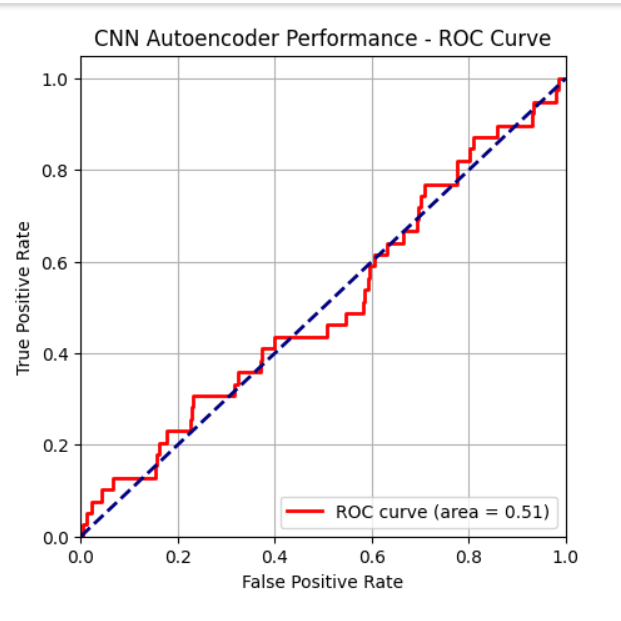 CNN Autoencoder Performance - ROC Curve
1.0
0.8
0.6
0.4
0.2
0.0
True Positive Rate
ROC curve (area = 0.51)
0.0 0.2 0.4 0.6 0.8 1.0
False Positive Rate